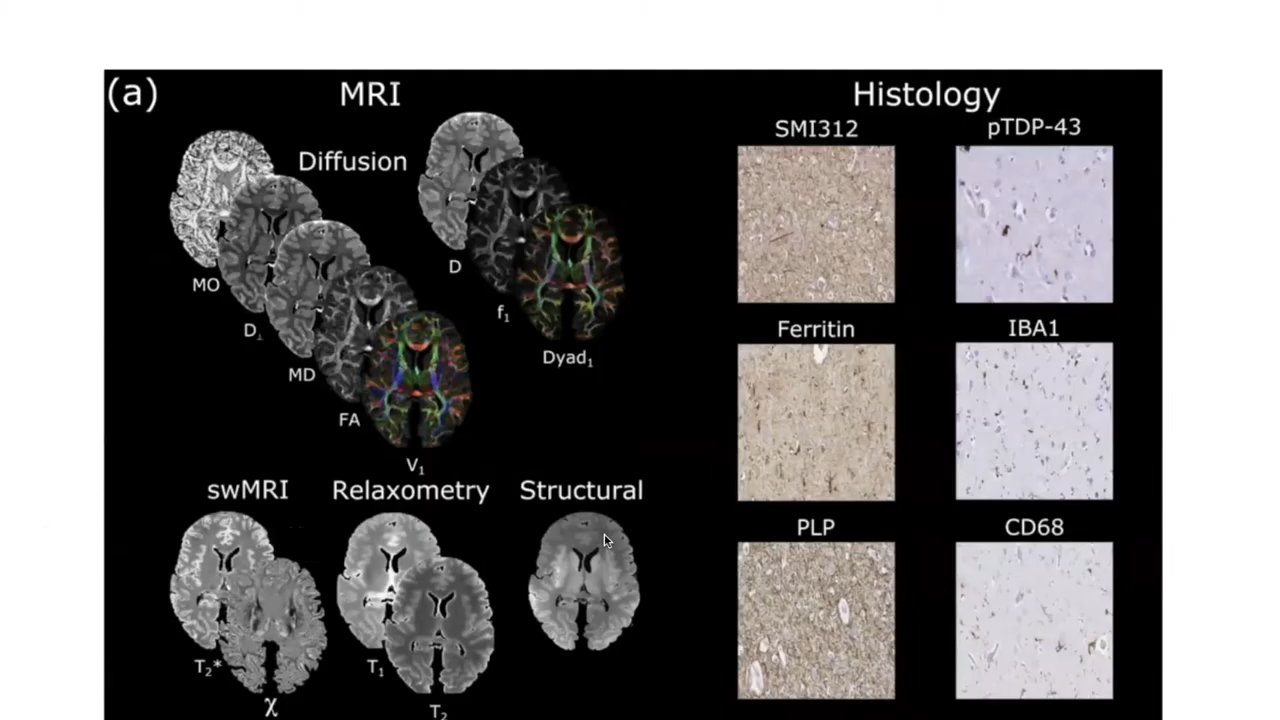 (a)
MRI
Diffusion
MO
D⊥
MD
FA
V₁
D
f₁
Dyad₁
swMRI
T₂*
χ
Relaxometry
T₁
T₂
Structural
Histology
SMI312
pTDP-43
Ferritin
IBA1
PLP
CD68